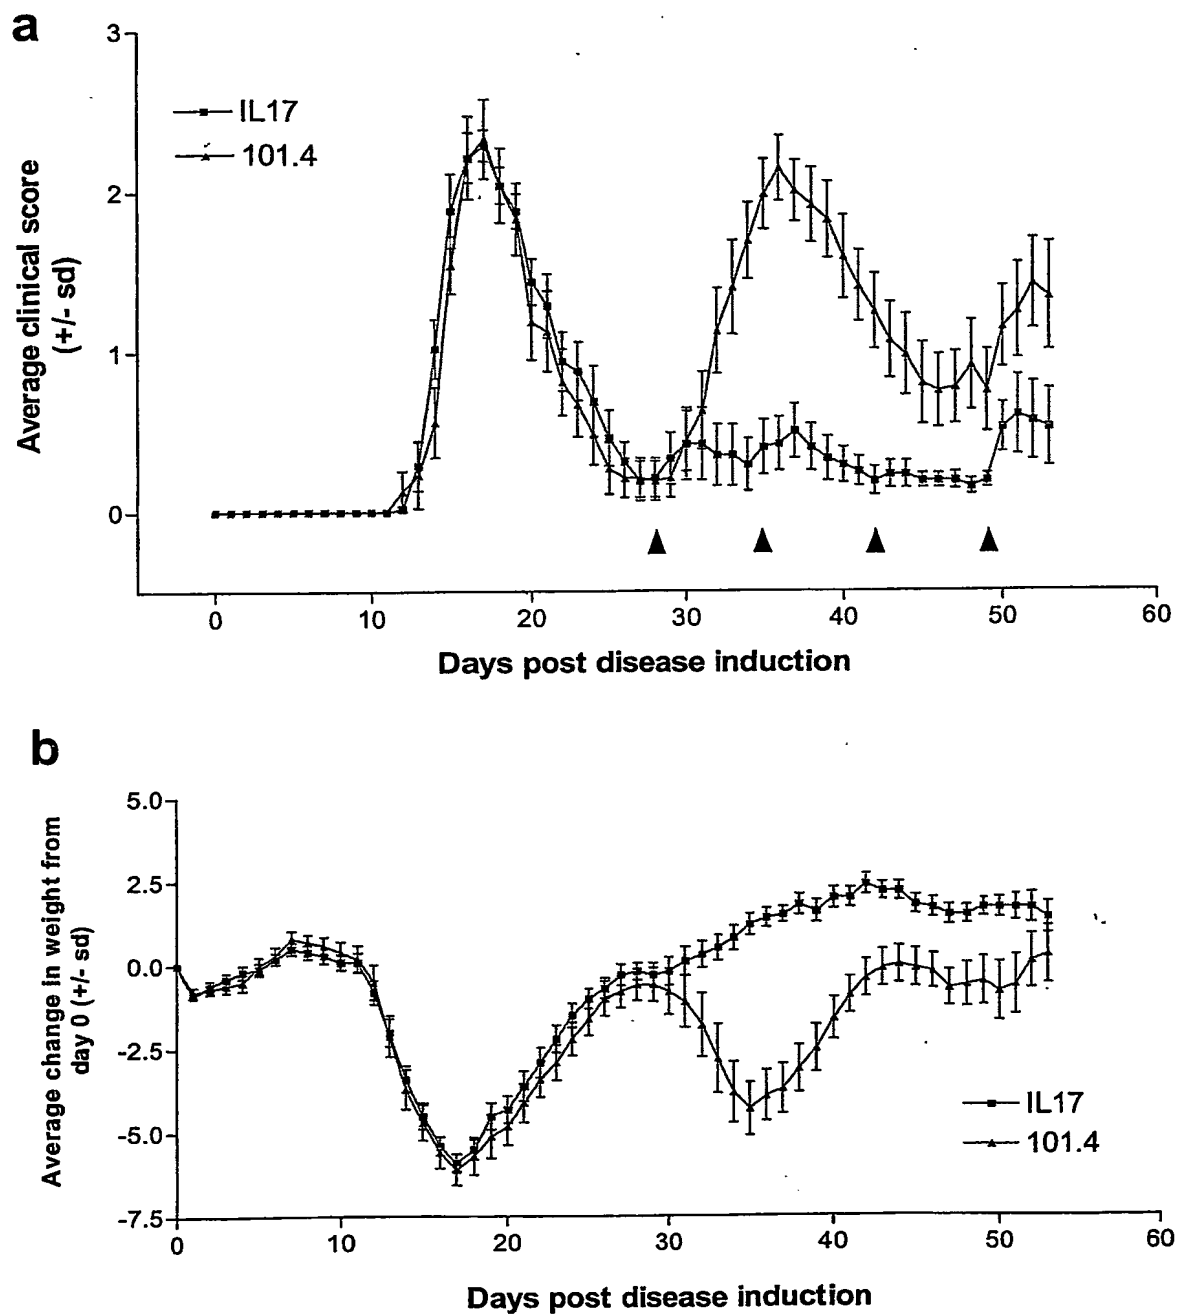 a
3
2
1
0
Average clinical score
(+/- sd)
IL17
101.4
0 10 20 30 40 50 60
Days post disease induction
b
5.0
2.5
0.0
-2.5
-5.0
-7.5
Average change in weight from
day 0 (+/- sd)
IL17
101.4
0 10 20 30 40 50 60
Days post disease induction